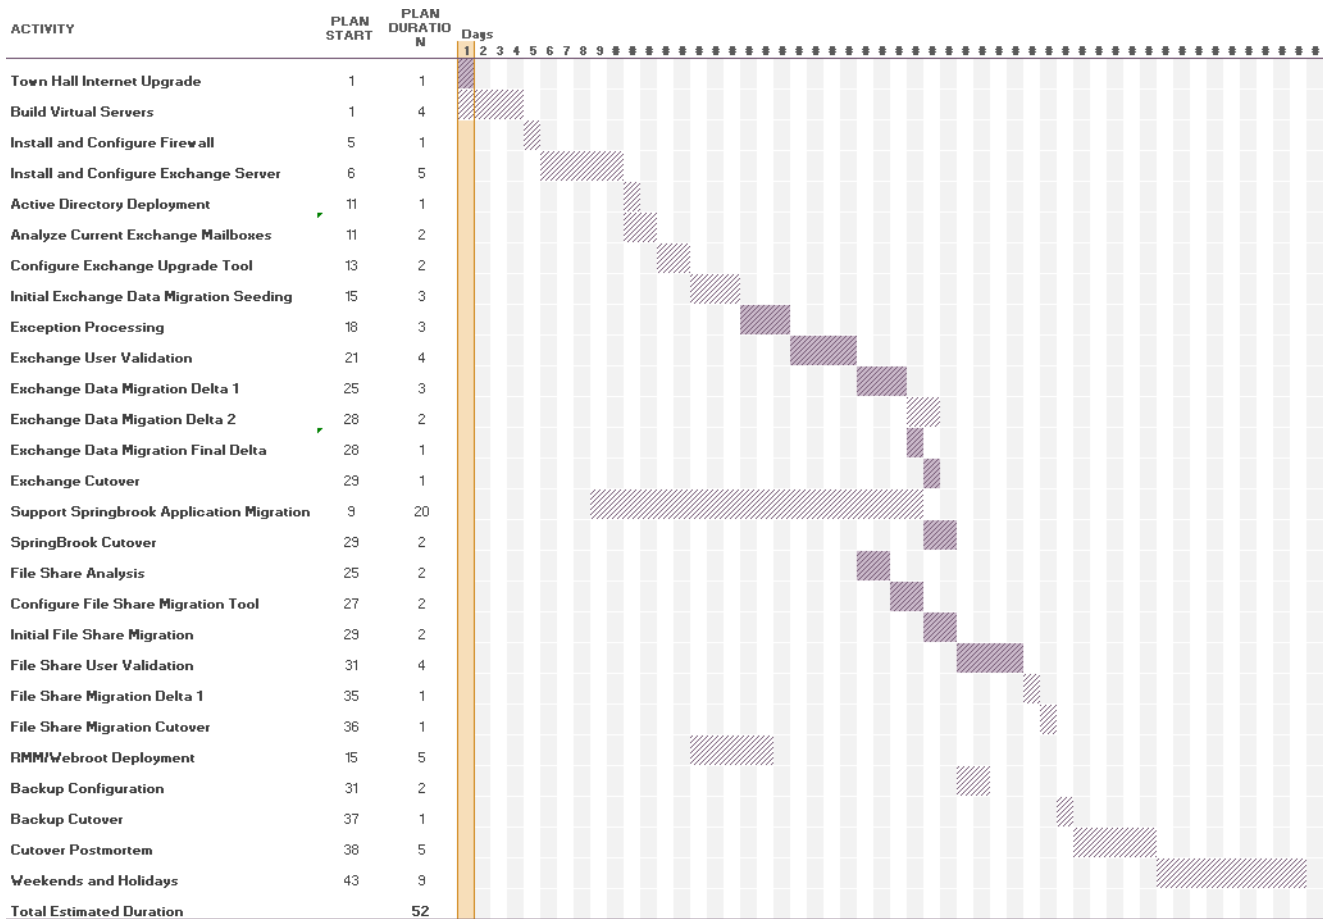 ACTIVITY
PLAN
START
PLAN
DURATIO
N
Days
1 2 3 4 5 6 7 8 9 # # # # # # # # # # # # # # # # # # # # # # # # # # # # # # # # # # # # # # # # # # #
Town Hall Internet Upgrade 1 1
Build Virtual Servers 1 4
Install and Configure Firewall 5 1
Install and Configure Exchange Server 6 5
Active Directory Deployment 11 1
Analyze Current Exchange Mailboxes 11 2
Configure Exchange Upgrade Tool 13 2
Initial Exchange Data Migration Seeding 15 3
Exception Processing 18 3
Exchange User Validation 21 4
Exchange Data Migration Delta 1 25 3
Exchange Data Migation Delta 2 28 2
Exchange Data Migration Final Delta 28 1
Exchange Cutover 29 1
Support Springbrook Application Migration 9 20
SpringBrook Cutover 29 2
File Share Analysis 25 2
Configure File Share Migration Tool 27 2
Initial File Share Migration 29 2
File Share User Validation 31 4
File Share Migration Delta 1 35 1
File Share Migration Cutover 36 1
RMM/Webroot Deployment 15 5
Backup Configuration 31 2
Backup Cutover 37 1
Cutover Postmortem 38 5
Weekends and Holidays 43 9
Total Estimated Duration 52